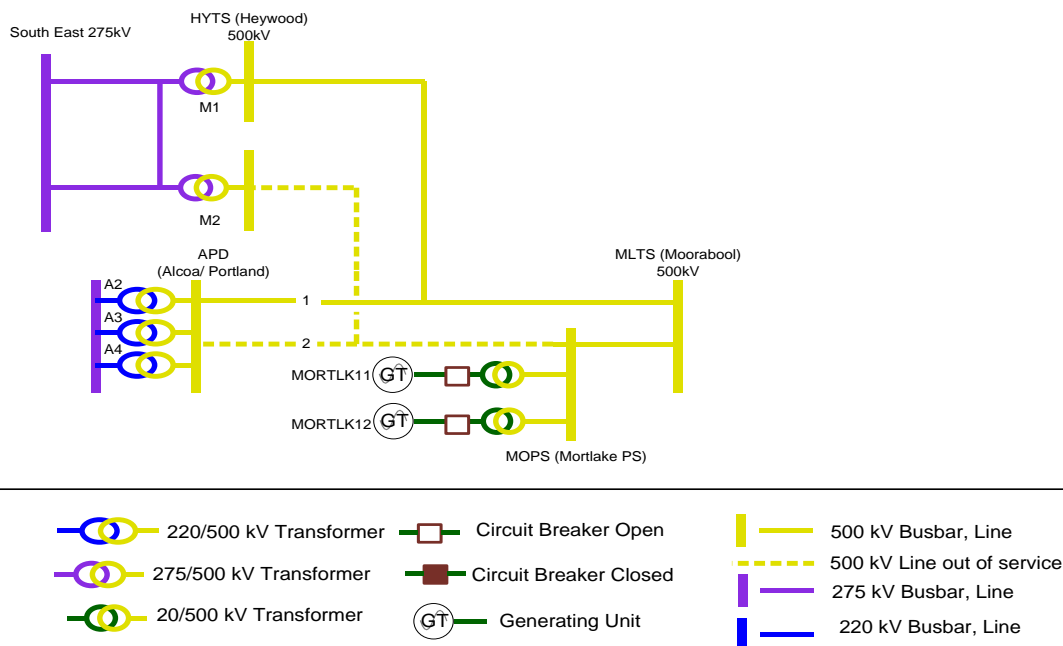 HYTS (Heywood)
500kV
South East 275kV
M1
M2
APD
(Alcoa/ Portland)
MLTS (Moorabool)
500kV
A2
A3
A4
1
2
MORTLK11
GT
MORTLK12
GT
MOPS (Mortlake PS)
220/500 kV Transformer
Circuit Breaker Open
500 kV Busbar, Line
500 kV Line out of service
275/500 kV Transformer
Circuit Breaker Closed
275 kV Busbar, Line
20/500 kV Transformer
GT
Generating Unit
220 kV Busbar, Line